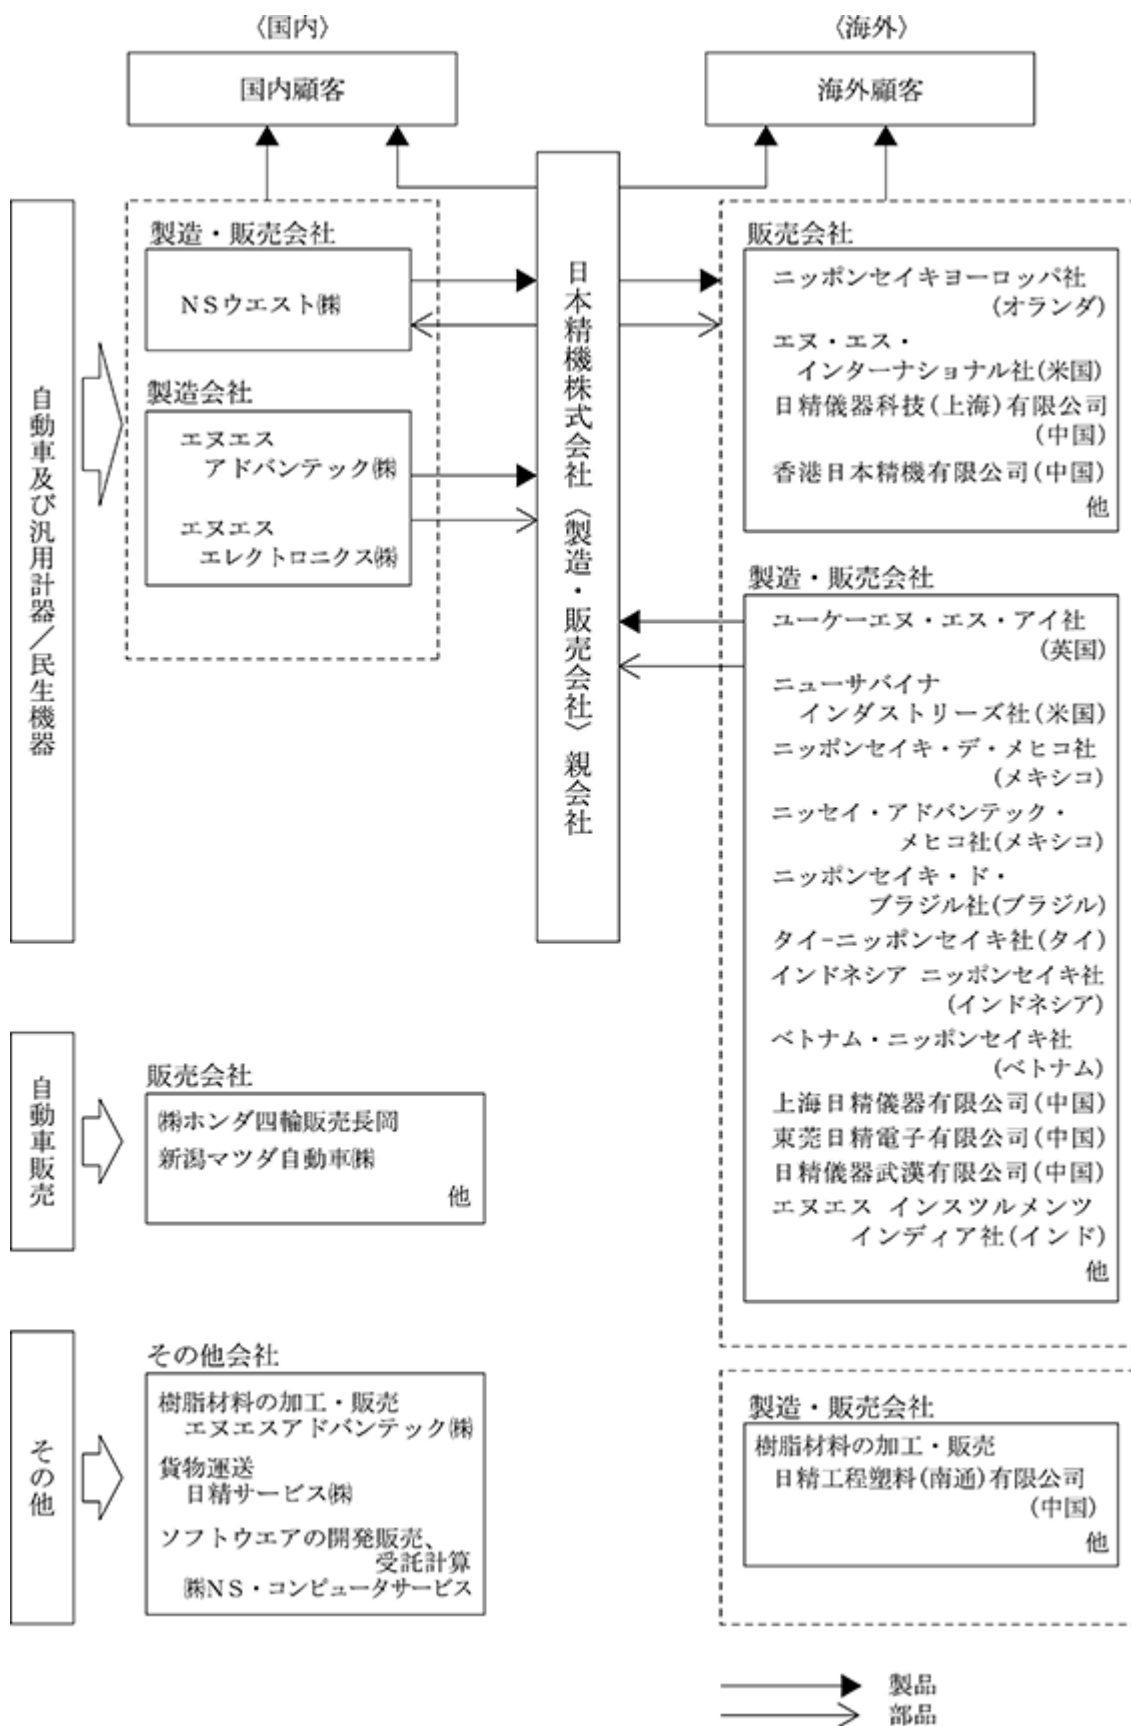 〈国内〉
〈海外〉
国内顧客
海外顧客
自動車及び汎用計器／民生機器
製造・販売会社
NSウエスト㈱
製造会社
エヌエス
アドバンテック㈱
エヌエス
エレクトロニクス㈱
日本精機株式会社〈製造・販売会社〉親会社
販売会社
ニッポンセイキヨーロッパ社
(オランダ)
エヌ・エス・
インターナショナル社(米国)
日精儀器科技(上海)有限公司
(中国)
香港日本精機有限公司(中国)
他
製造・販売会社
ユーケーエヌ・エス・アイ社
(英国)
ニューサバイナ
インダストリーズ社(米国)
ニッポンセイキ・デ・メヒコ社
(メキシコ)
ニッセイ・アドバンテック・
メヒコ社(メキシコ)
ニッポンセイキ・ド・
ブラジル社(ブラジル)
タイ-ニッポンセイキ社(タイ)
インドネシア ニッポンセイキ社
(インドネシア)
ベトナム・ニッポンセイキ社
(ベトナム)
上海日精儀器有限公司(中国)
東莞日精電子有限公司(中国)
日精儀器武漢有限公司(中国)
エヌエス インスツルメンツ
インディア社(インド)
他
自動車販売
販売会社
㈱ホンダ四輪販売長岡
新潟マツダ自動車㈱
他
その他
その他会社
樹脂材料の加工・販売
エヌエスアドバンテック㈱
貨物運送
日精サービス㈱
ソフトウエアの開発販売、
受託計算
㈱NS・コンピュータサービス
製造・販売会社
樹脂材料の加工・販売
日精工程塑料(南通)有限公司
(中国)
他
製品
部品